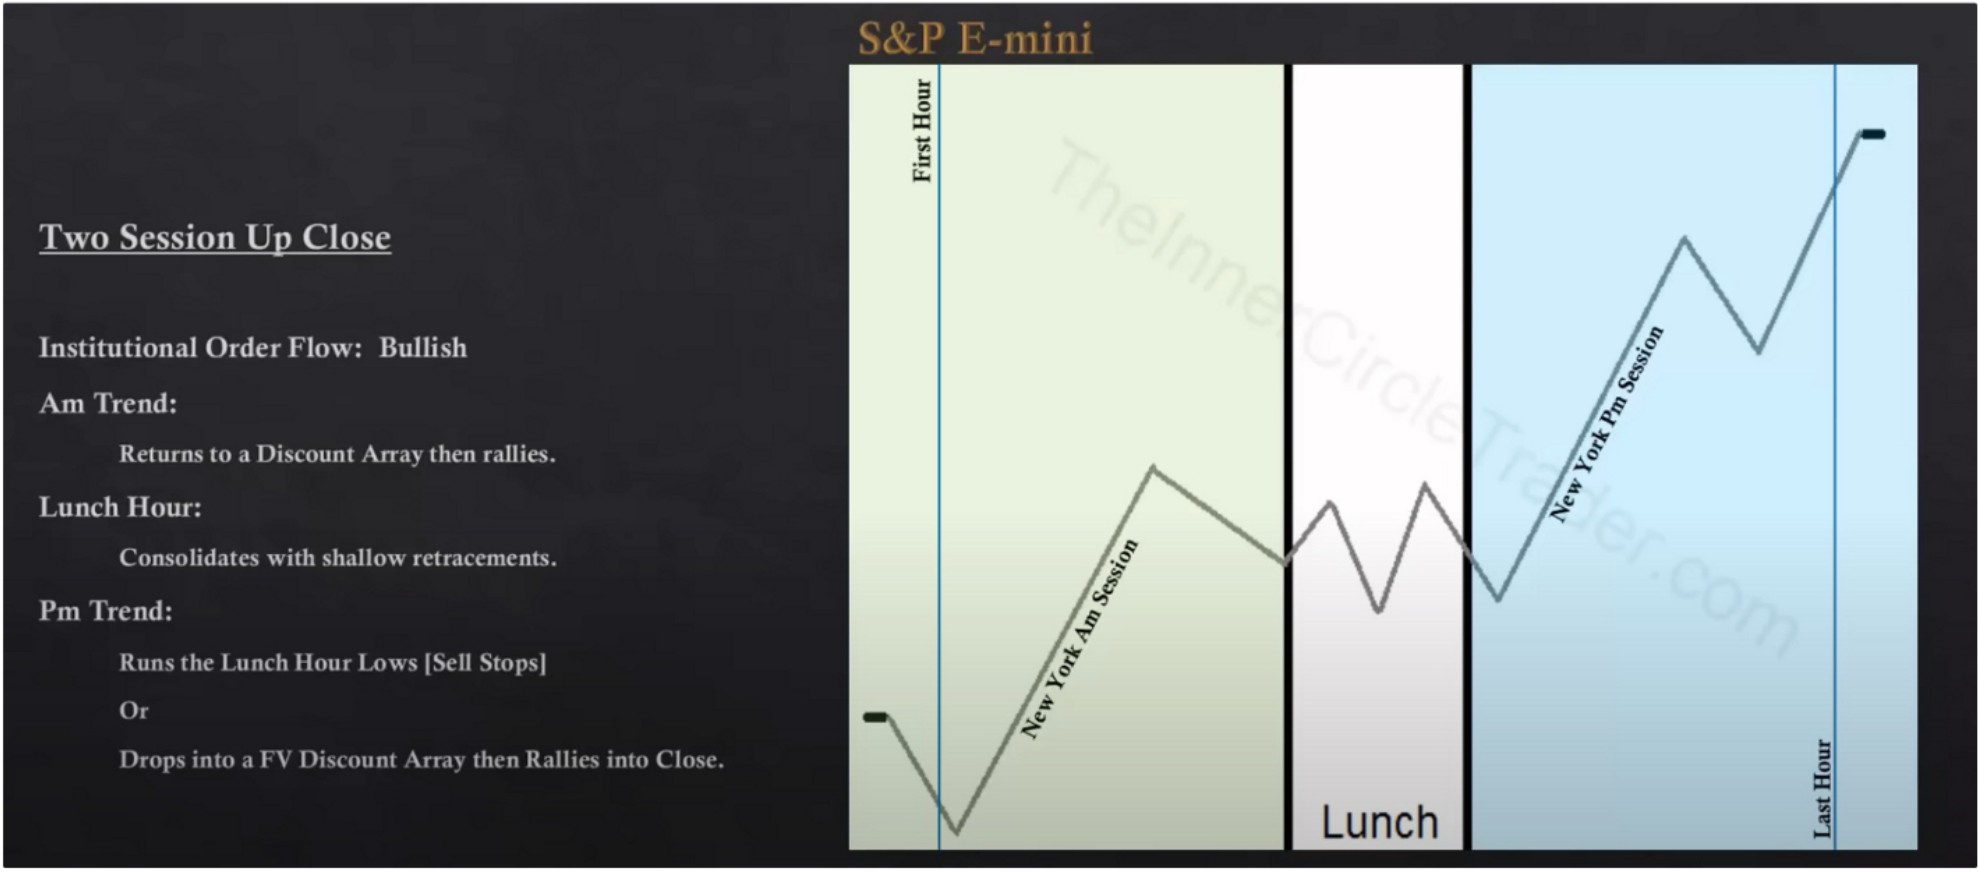 S&P E-mini
Two Session Up Close
Institutional Order Flow:  Bullish
Am Trend:
Returns to a Discount Array then rallies.
Lunch Hour:
Consolidates with shallow retracements.
Pm Trend:
Runs the Lunch Hour Lows [Sell Stops]
Or
Drops into a FV Discount Array then Rallies into Close.
First Hour
New York Am Session
Lunch
New York Pm Session
Last Hour
TheInnerCircleTrader.com